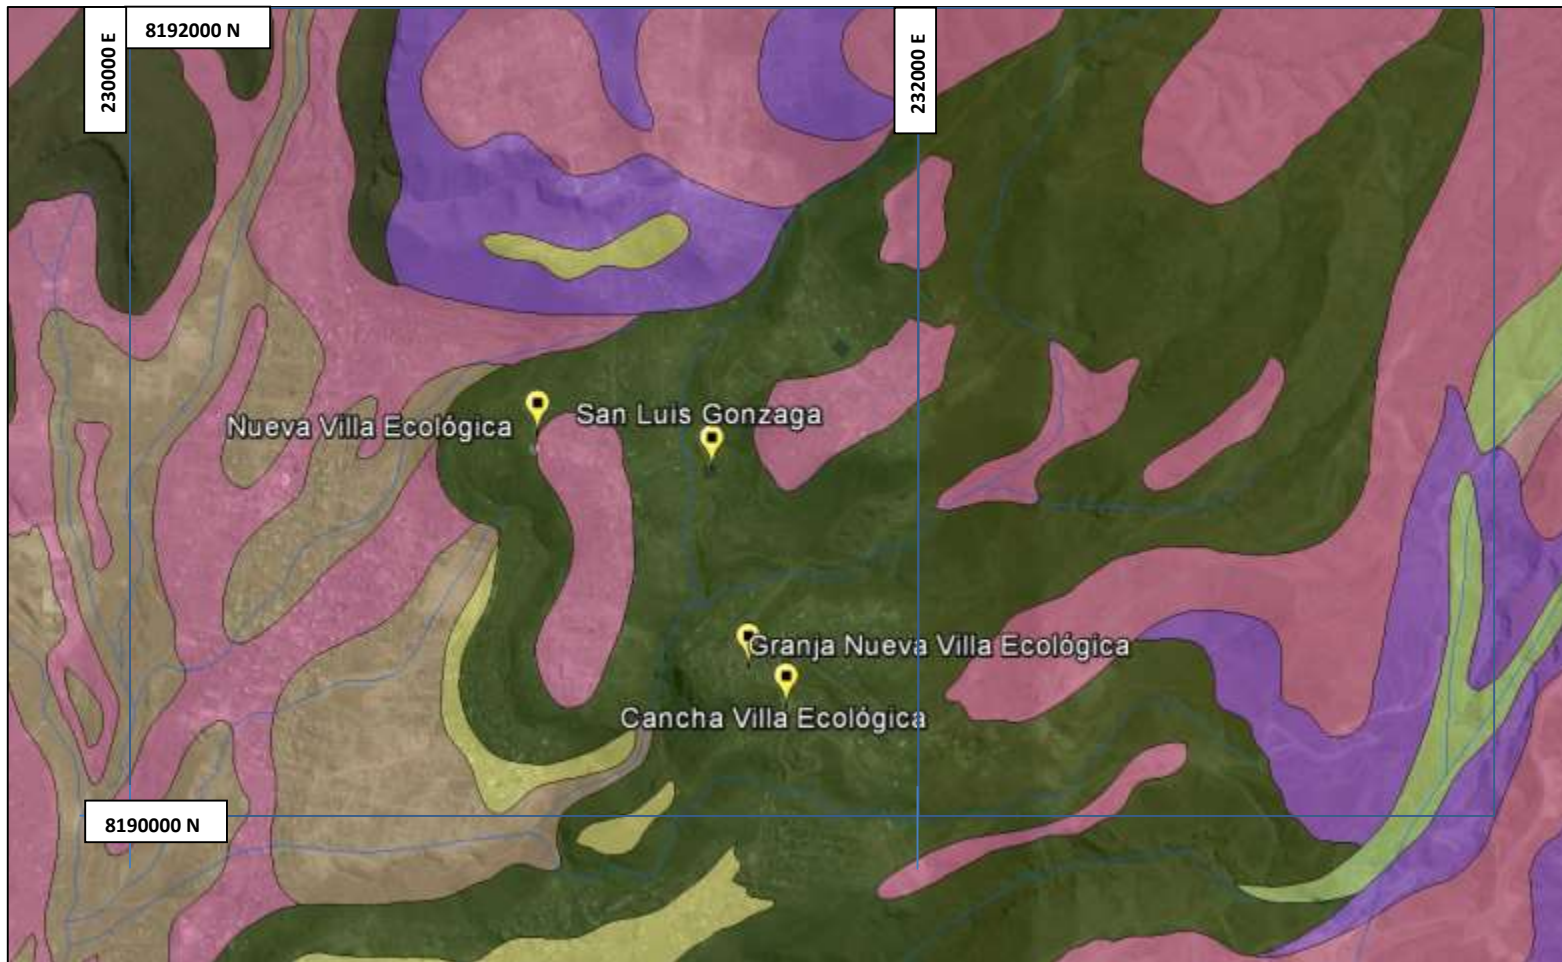 8192000 N
230000 E
232000 E
Nueva Villa Ecológica
San Luis Gonzaga
Granja Nueva Villa Ecológica
Cancha Villa Ecológica
8190000 N